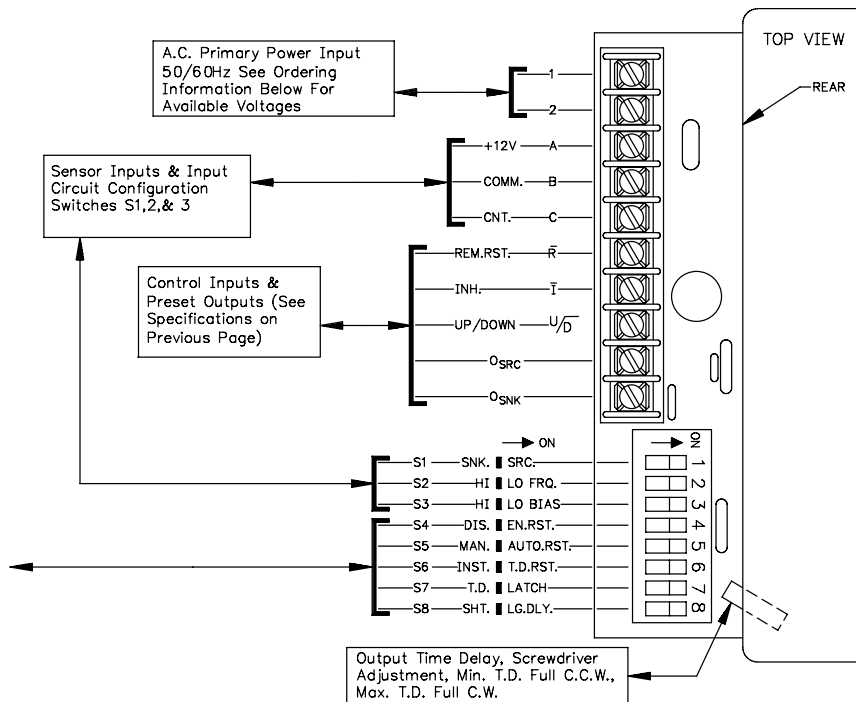 TOP VIEW
REAR
A.C. Primary Power Input
50/60Hz See Ordering
Information Below For
Available Voltages
1
2
+12V A
COMM. B
CNT. C
Sensor Inputs & Input
Circuit Configuration
Switches S1,2,& 3
REM.RST. R̅
INH. I̅
UP/DOWN U/D̅
OSRC
OSNK
Control Inputs &
Preset Outputs (See
Specifications on
Previous Page)
ON
S1 SNK. SRC.
S2 HI LO FRQ.
S3 HI LO BIAS
S4 DIS. EN.RST.
S5 MAN. AUTO.RST.
S6 INST. T.D.RST.
S7 T.D. LATCH
S8 SHT. LG.DLY.
ON
1
2
3
4
5
6
7
8
Output Time Delay, Screwdriver
Adjustment, Min. T.D. Full C.C.W.,
Max. T.D. Full C.W.